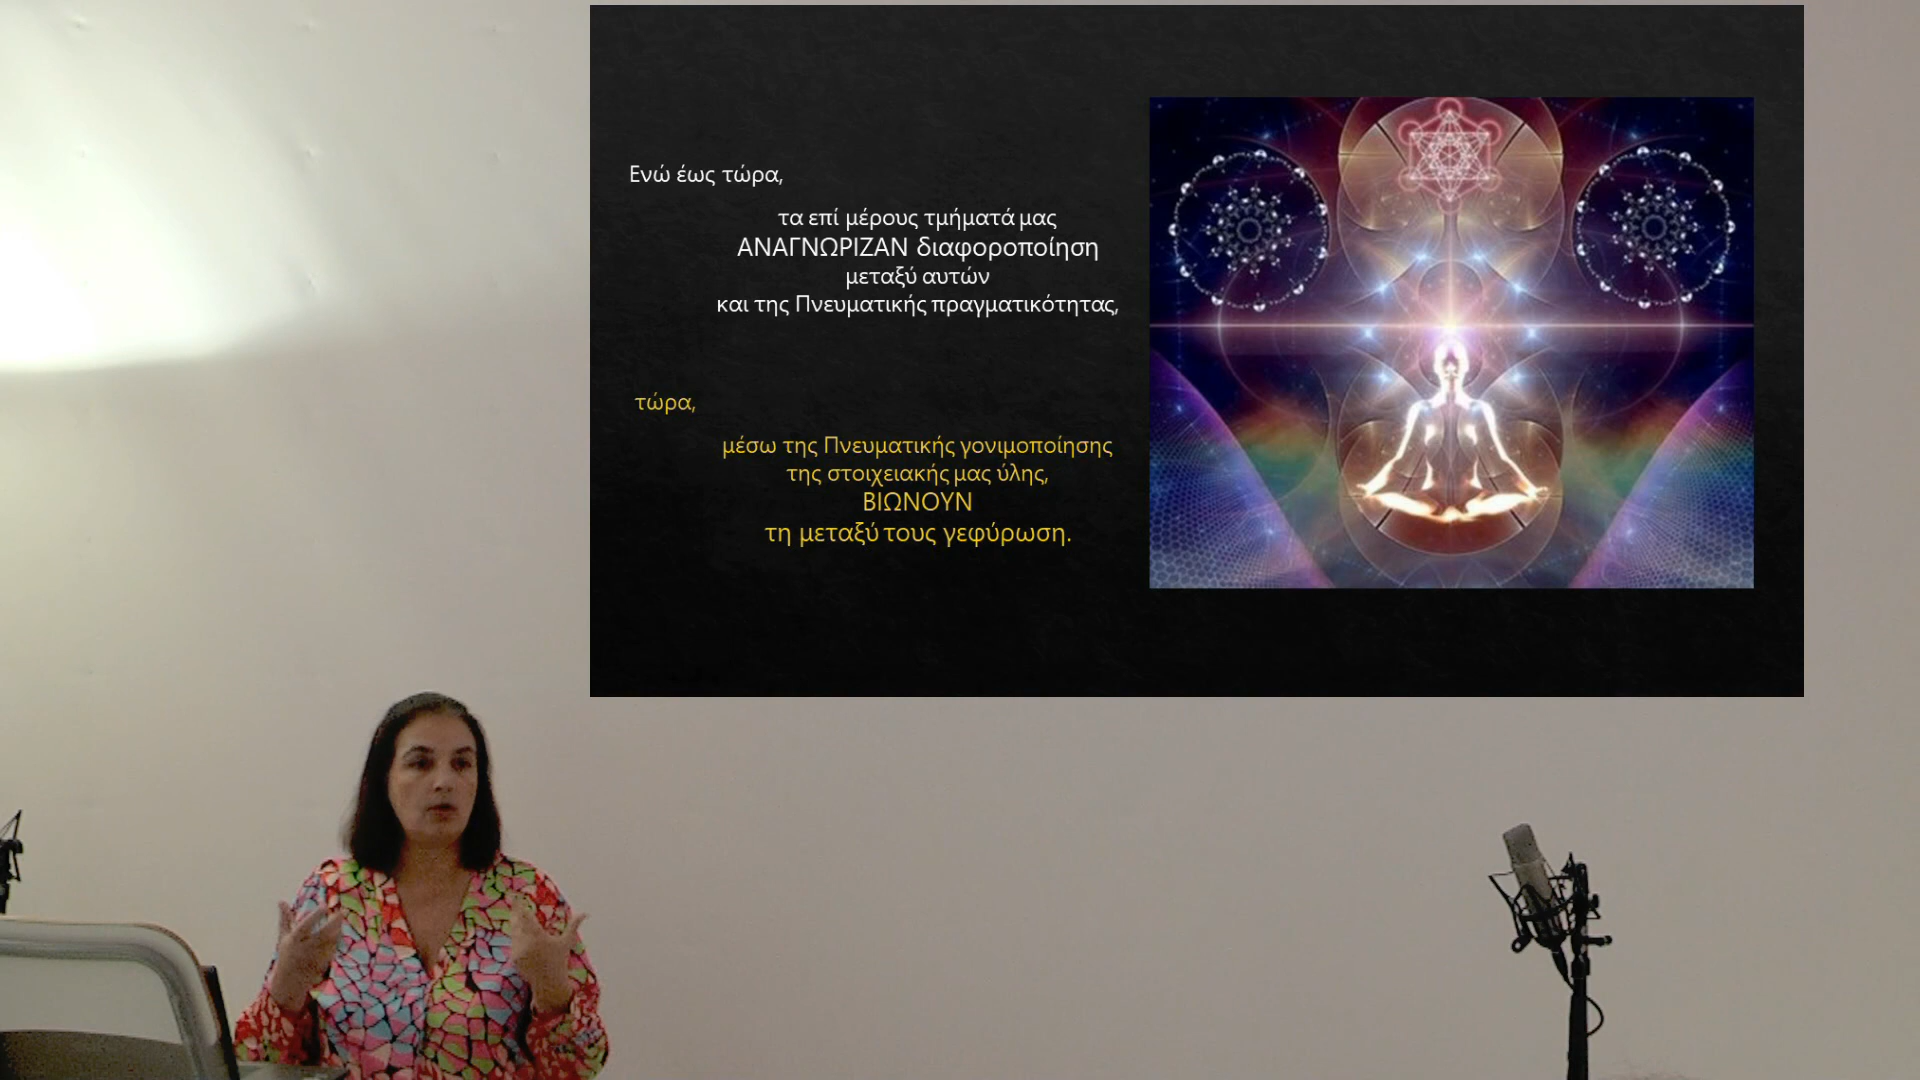 Ενώ έως τώρα,
τα επί μέρους τμήματά μας
ΑΝΑΓΝΩΡΙΖΑΝ διαφοροποίηση
μεταξύ αυτών
και της Πνευματικής πραγματικότητας,
τώρα,
μέσω της Πνευματικής γονιμοποίησης
της στοιχειακής μας ύλης,
ΒΙΩΝΟΥΝ
τη μεταξύ τους γεφύρωση.